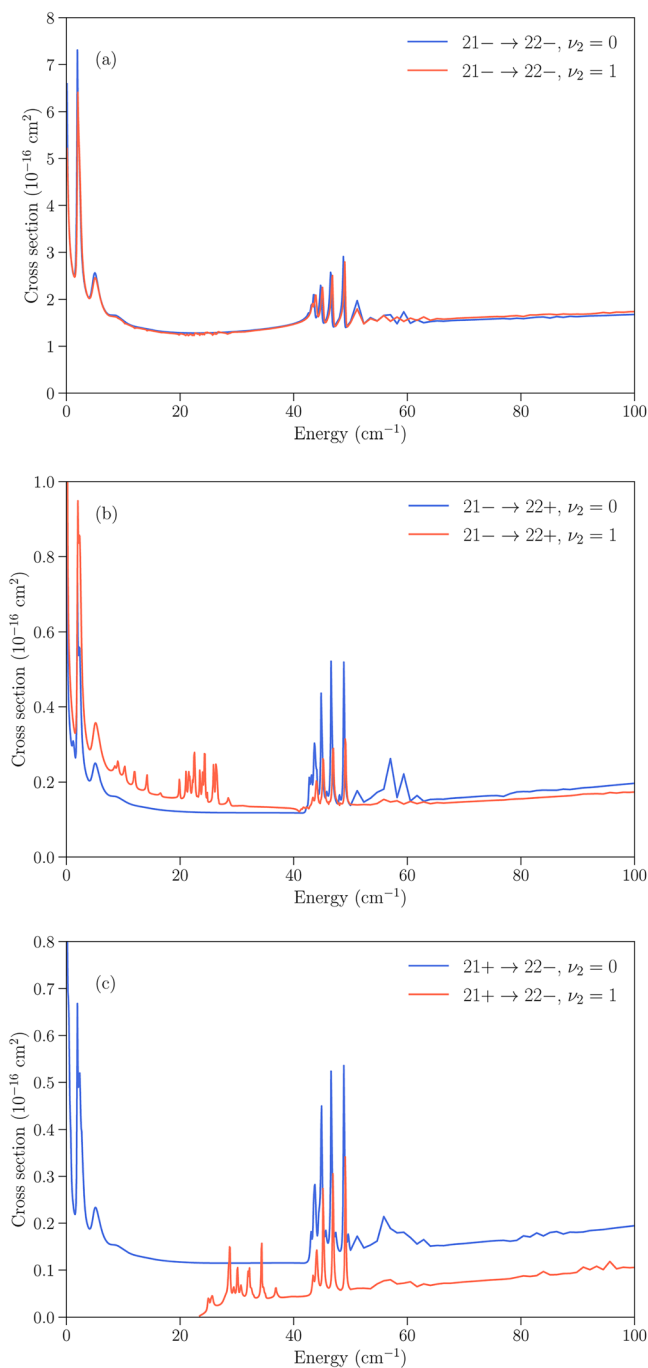 8
7
6
5
4
3
2
1
0
Cross section (10⁻¹⁶ cm²)
(a)
21− → 22−, ν₂ = 0
21− → 22−, ν₂ = 1
0 20 40 60 80 100
Energy (cm⁻¹)
1.0
0.8
0.6
0.4
0.2
0.0
Cross section (10⁻¹⁶ cm²)
(b)
21− → 22+, ν₂ = 0
21− → 22+, ν₂ = 1
0 20 40 60 80 100
Energy (cm⁻¹)
0.8
0.7
0.6
0.5
0.4
0.3
0.2
0.1
0.0
Cross section (10⁻¹⁶ cm²)
(c)
21+ → 22−, ν₂ = 0
21+ → 22−, ν₂ = 1
0 20 40 60 80 100
Energy (cm⁻¹)